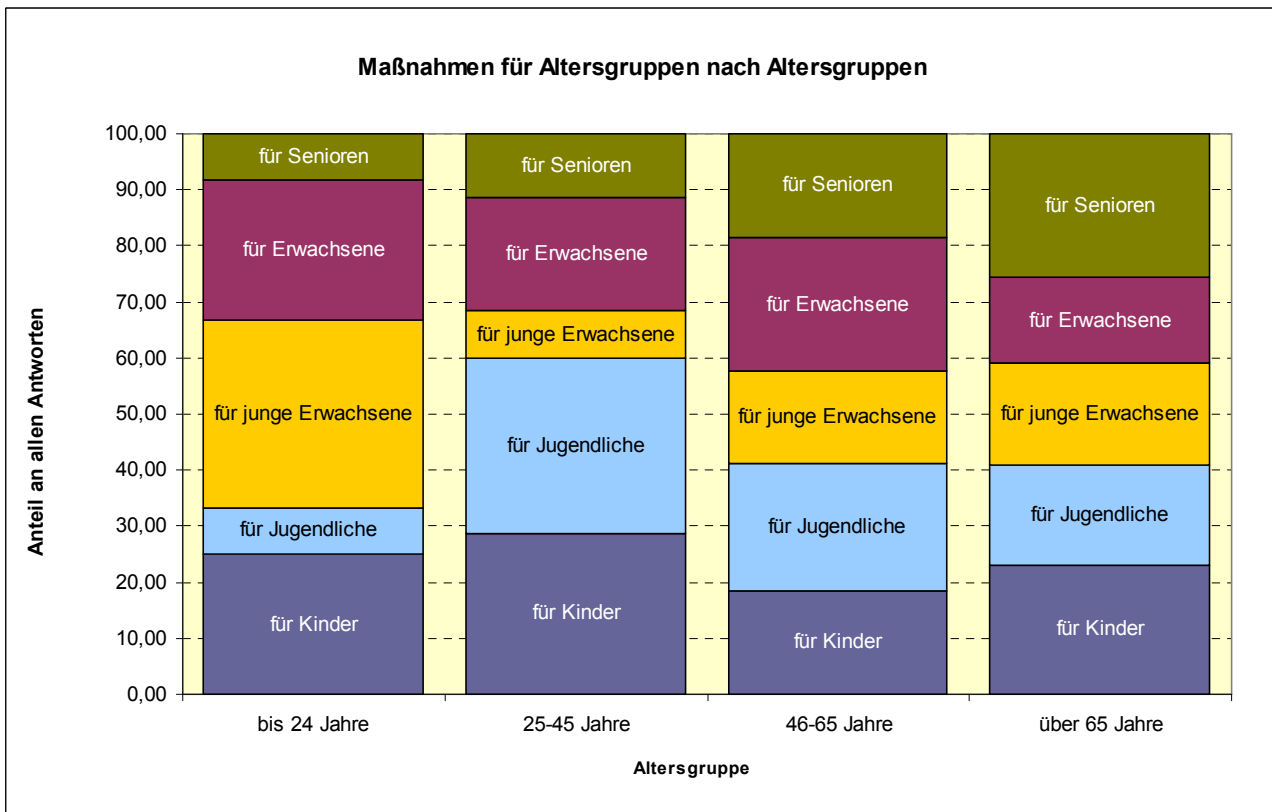 Maßnahmen für Altersgruppen nach Altersgruppen
Anteil an allen Antworten
100,00
90,00
80,00
70,00
60,00
50,00
40,00
30,00
20,00
10,00
0,00
für Senioren
für Erwachsene
für junge Erwachsene
für Jugendliche
für Kinder
für Senioren
für Erwachsene
für junge Erwachsene
für Jugendliche
für Kinder
für Senioren
für Erwachsene
für junge Erwachsene
für Jugendliche
für Kinder
für Senioren
für Erwachsene
für junge Erwachsene
für Jugendliche
für Kinder
bis 24 Jahre
25-45 Jahre
46-65 Jahre
über 65 Jahre
Altersgruppe